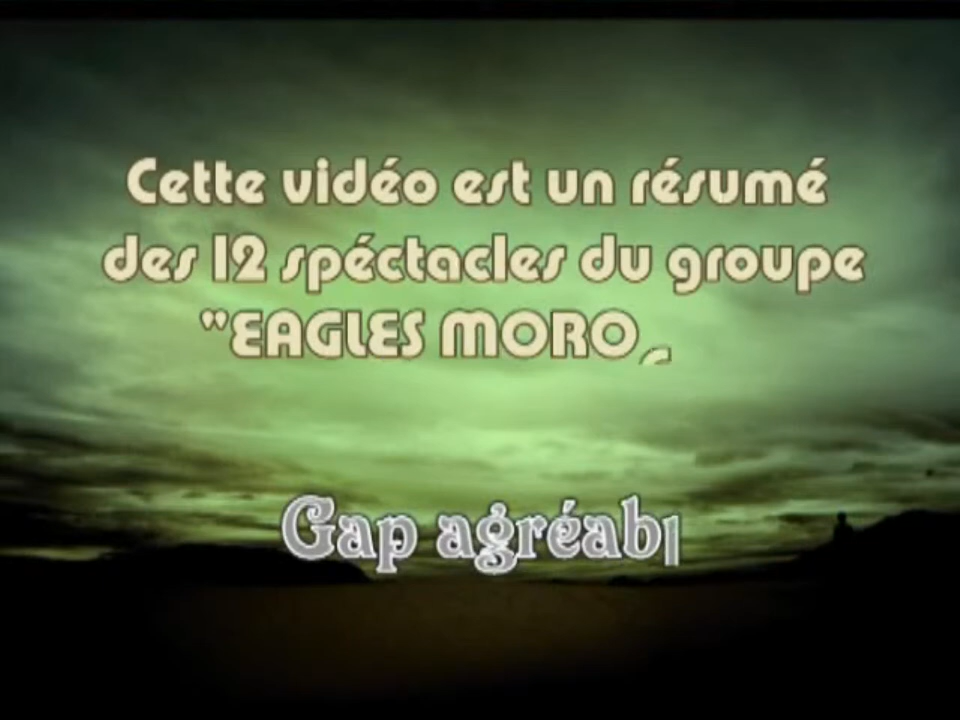 Cette vidéo est un résumé
des 12 spéctacles du groupe
"EAGLES MORO
Gap agréab